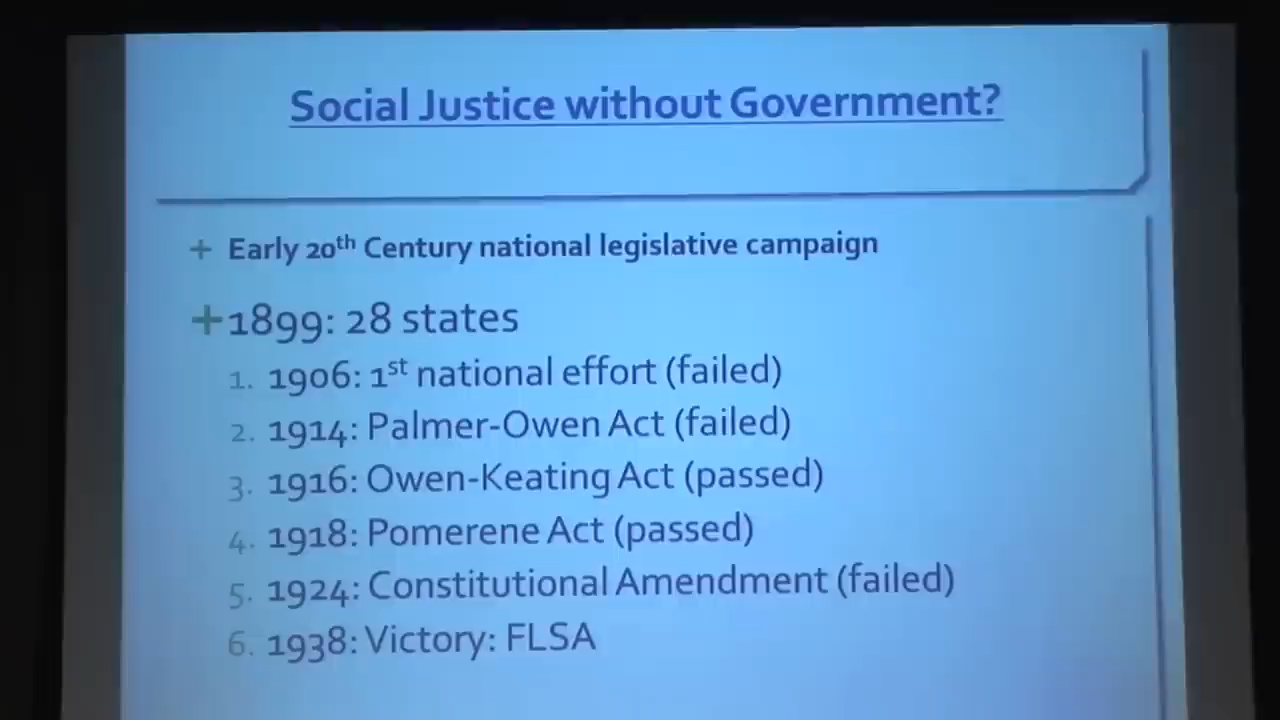 Social Justice without Government?
+ Early 20th Century national legislative campaign
+ 1899: 28 states
1. 1906: 1st national effort (failed)
2. 1914: Palmer-Owen Act (failed)
3. 1916: Owen-Keating Act (passed)
4. 1918: Pomerene Act (passed)
5. 1924: Constitutional Amendment (failed)
6. 1938: Victory: FLSA